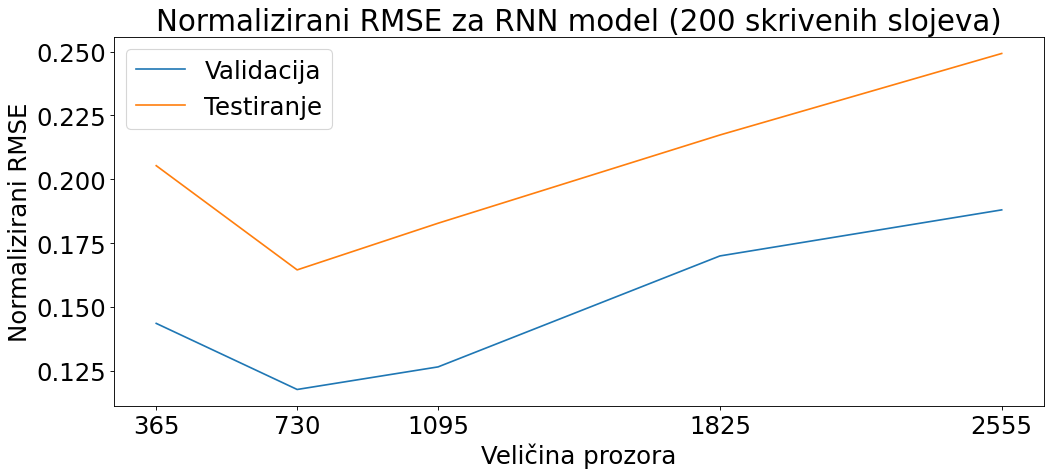 Normalizirani RMSE za RNN model (200 skrivenih slojeva)
Validacija
Testiranje
Normalizirani RMSE
0.250
0.225
0.200
0.175
0.150
0.125
365 730 1095 1825 2555
Veličina prozora